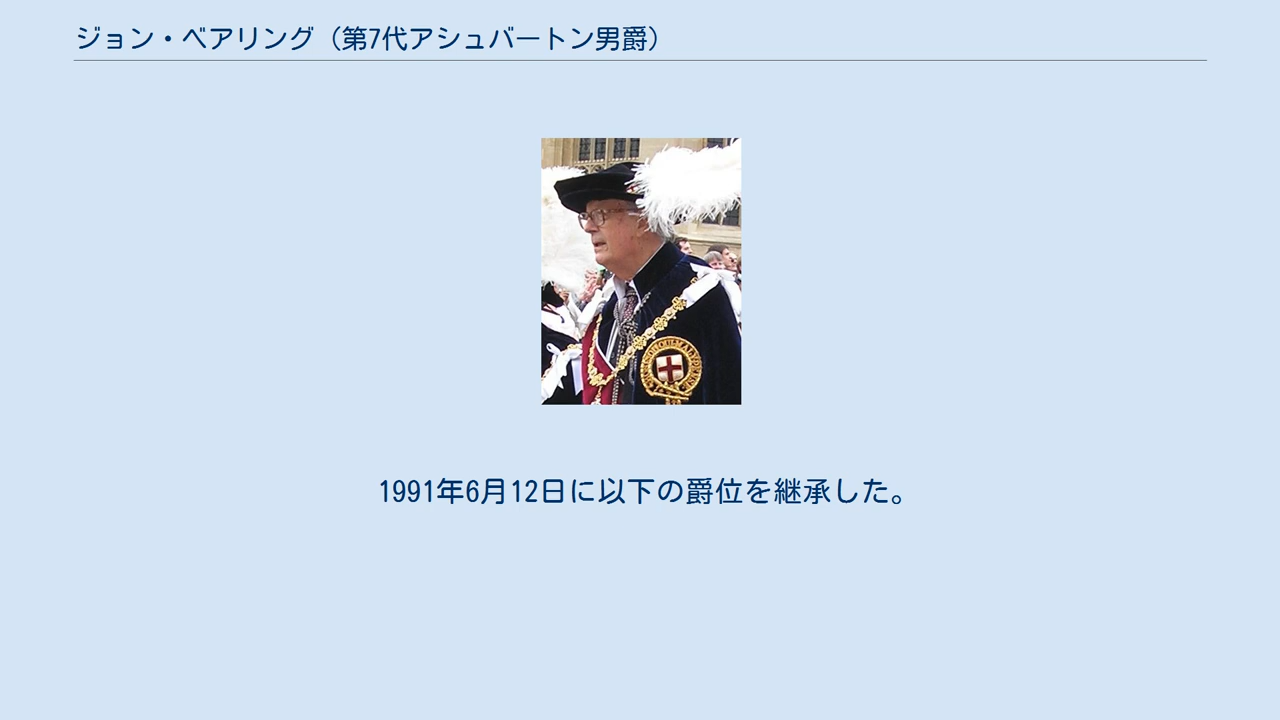 ジョン・ベアリング（第7代アシュバートン男爵）
1991年6月12日に以下の爵位を継承した。